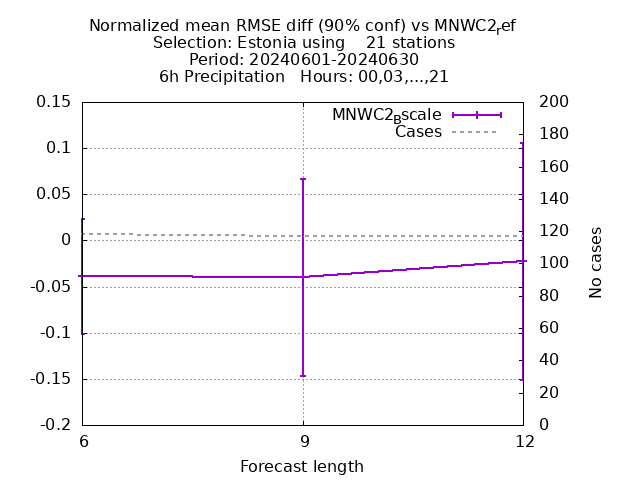 Normalized mean RMSE diff (90% conf) vs MNWC2ref
Selection: Estonia using 21 stations
Period: 20240601-20240630
6h Precipitation Hours: 00,03,...,21
MNWC2Bscale
Cases
0.15
0.1
0.05
0
-0.05
-0.1
-0.15
-0.2
200
180
160
140
120
100
80
60
40
20
0
No cases
6
9
12
Forecast length